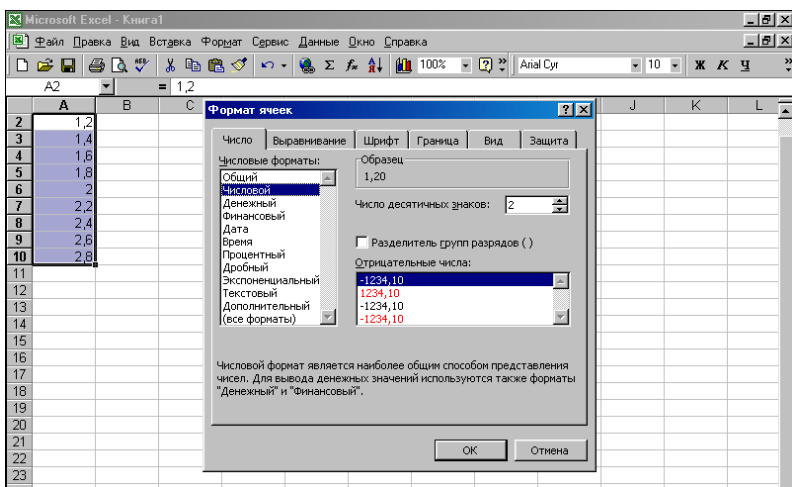 Microsoft Excel - Книга1
Файл Правка Вид Вставка Формат Сервис Данные Окно Справка
100% Arial Cyr 10 Ж К Ч
A2 = 1,2
A B C J K L
Формат ячеек
Число Выравнивание Шрифт Граница Вид Защита
Числовые форматы:
Общий
Числовой
Денежный
Финансовый
Дата
Время
Процентный
Дробный
Экспоненциальный
Текстовый
Дополнительный
(все форматы)
Образец
1,20
Число десятичных знаков: 2
Разделитель групп разрядов ( )
Отрицательные числа:
-1234,10
1234,10
-1234,10
-1234,10
Числовой формат является наиболее общим способом представления
чисел. Для вывода денежных значений используются также форматы
"Денежный" и "Финансовый".
OK Отмена
2 1,2
3 1,4
4 1,6
5 1,8
6 2
7 2,2
8 2,4
9 2,6
10 2,8
11
12
13
14
15
16
17
18
19
20
21
22
23